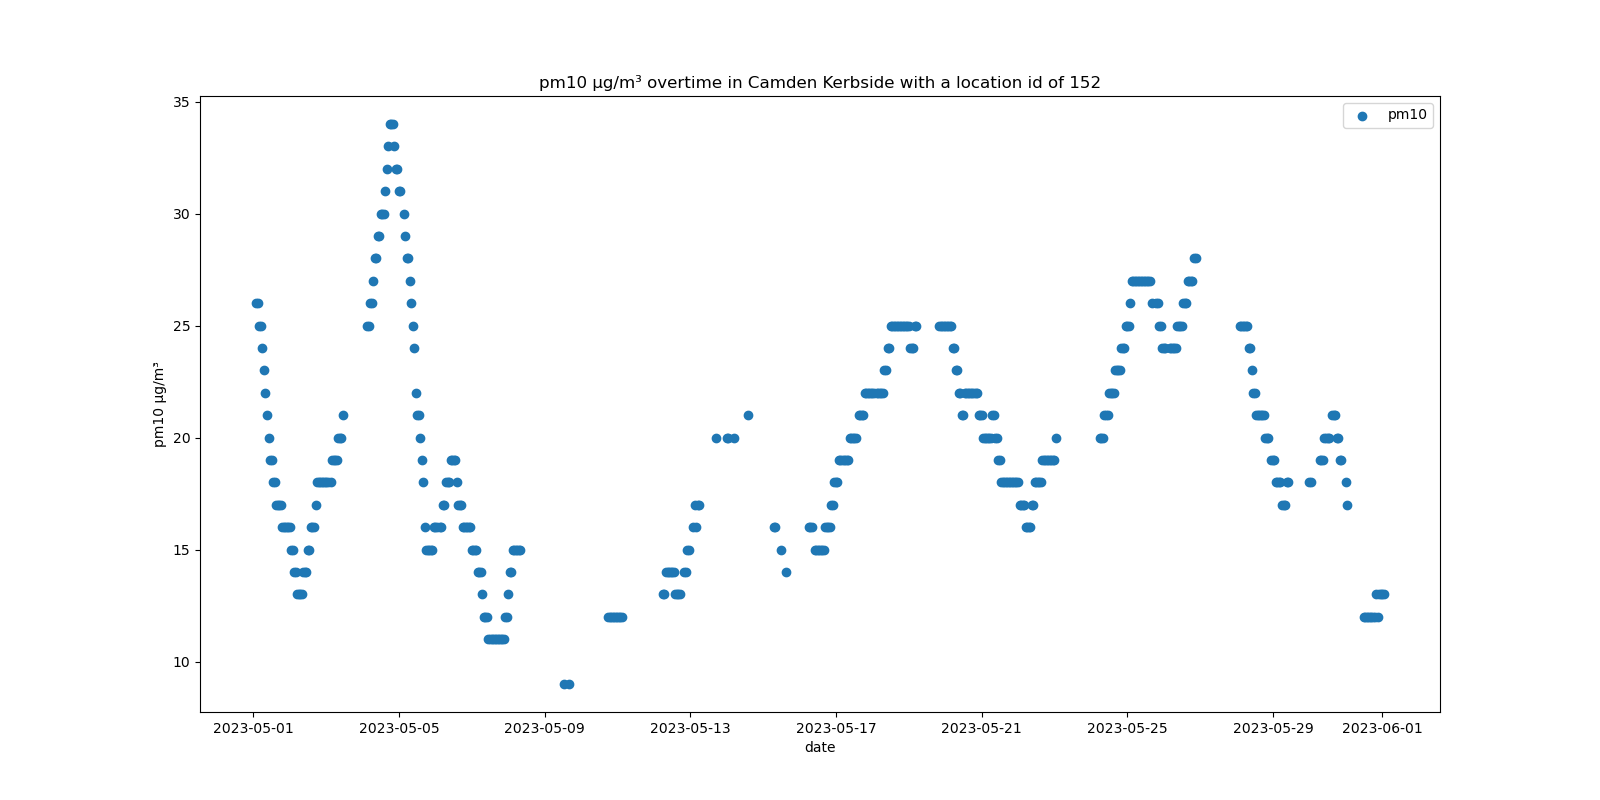 pm10 µg/m³ overtime in Camden Kerbside with a location id of 152
pm10
35
30
25
20
15
10
pm10 µg/m³
2023-05-01 2023-05-05 2023-05-09 2023-05-13 2023-05-17 2023-05-21 2023-05-25 2023-05-29 2023-06-01
date